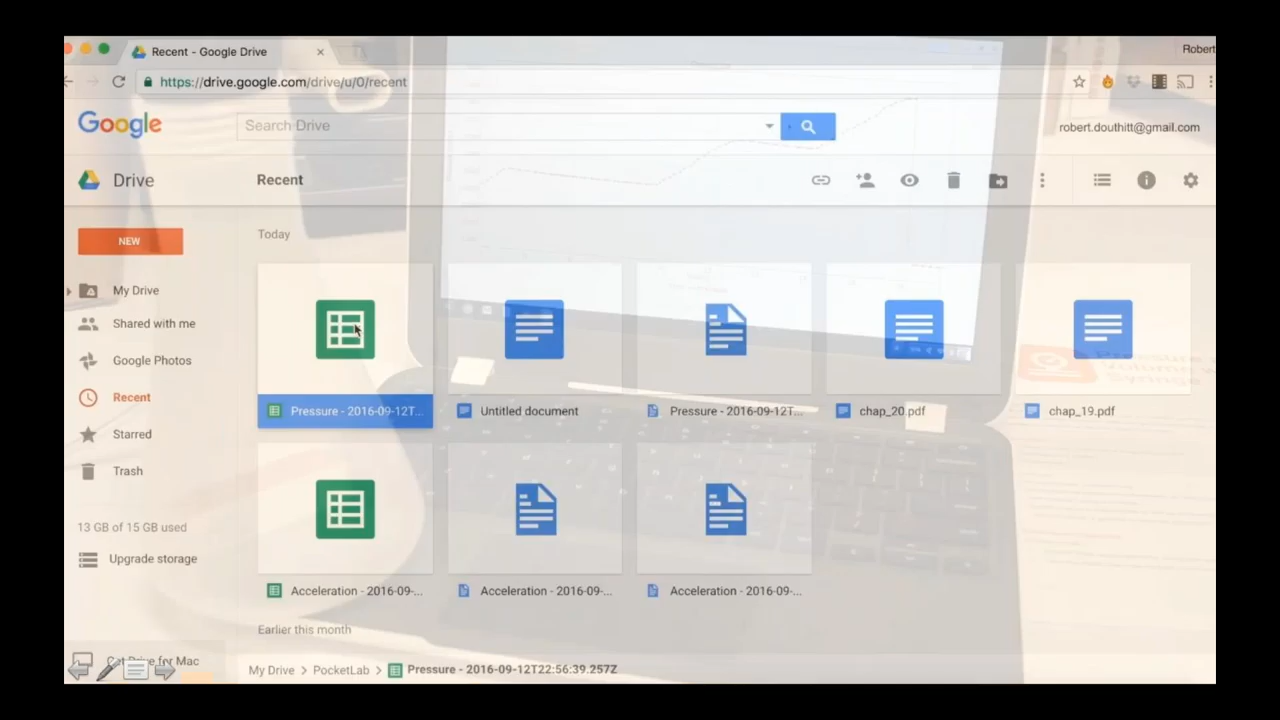 Recent - Google Drive
Robert
https://drive.google.com/drive/u/0/recent
Google
Search Drive
robert.douthitt@gmail.com
Drive
Recent
NEW
Today
My Drive
Shared with me
Google Photos
Recent
Starred
Trash
13 GB of 15 GB used
Upgrade storage
Get Drive for Mac
Pressure - 2016-09-12T...
Untitled document
Pressure - 2016-09-12T...
chap_20.pdf
chap_19.pdf
Acceleration - 2016-09-...
Acceleration - 2016-09-...
Acceleration - 2016-09-...
Earlier this month
My Drive > PocketLab > Pressure - 2016-09-12T22:56:39.257Z